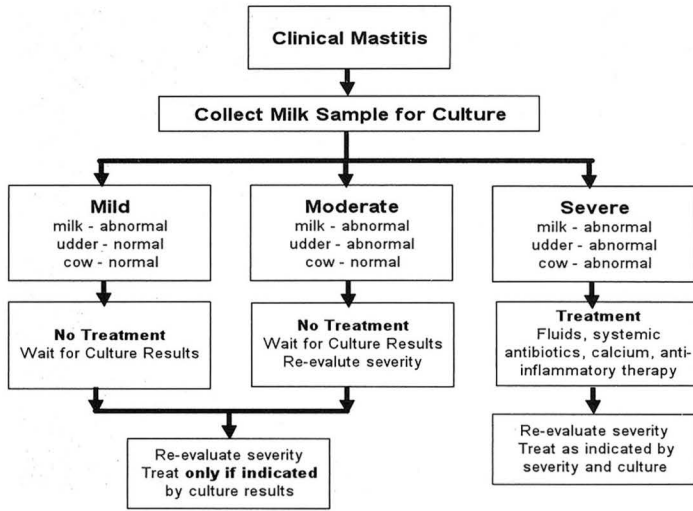 Clinical Mastitis
Collect Milk Sample for Culture
Mild
milk - abnormal
udder - normal
cow - normal
Moderate
milk - abnormal
udder - abnormal
cow - normal
Severe
milk - abnormal
udder - abnormal
cow - abnormal
No Treatment
Wait for Culture Results
No Treatment
Wait for Culture Results
Re-evalute severity
Treatment
Fluids, systemic
antibiotics, calcium, anti-
inflammatory therapy
Re-evaluate severity
Treat only if indicated
by culture results
Re-evaluate severity
Treat as indicated by
severity and culture